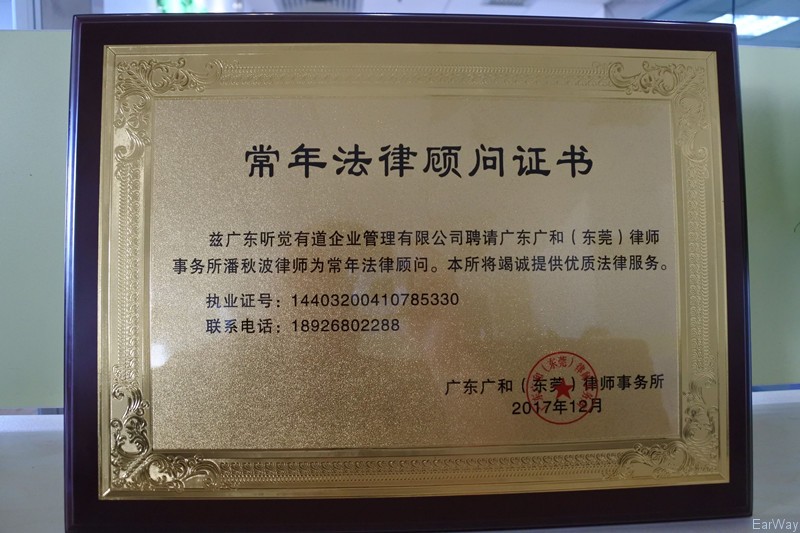 常年法律顾问证书
兹广东听觉有道企业管理有限公司聘请广东广和（东莞）律师
事务所潘秋波律师为常年法律顾问。本所将竭诚提供优质法律服务。
执业证号：14403200410785330
联系电话：18926802288
广东广和（东莞）律师事务所
2017年12月
EarWay